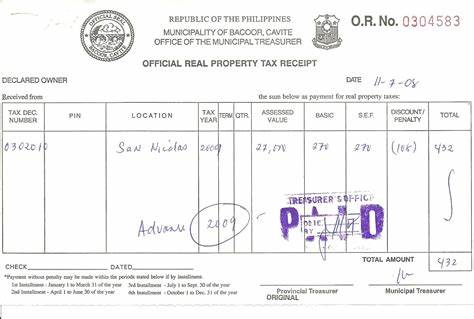 REPUBLIC OF THE PHILIPPINES
MUNICIPALITY OF BACOOR, CAVITE
OFFICE OF THE MUNICIPAL TREASURER
O.R. No. 0304583
OFFICIAL SEAL
BACOOR, CAVITE
OFFICIAL REAL PROPERTY TAX RECEIPT
DECLARED OWNER
DATE 11-7-08
Received from the sum below as payment for real property taxes:
TAX DEC. NUMBER PIN LOCATION TAX YEAR TERM QTR. ASSESSED VALUE BASIC S.E.F. DISCOUNT/ PENALTY TOTAL
0302010 San Nicolas 2009 27,000 270 270 (108) 432
TREASURER'S OFFICE
PAID
DATE
BY
Advance 2009
TOTAL AMOUNT 432
CHECK DATED
*Payment without penalty may be made within the periods stated below if by Installment.
1st Installment - January 1 to March 31 of the year 3rd Installment - July 1 to Sept. 30 of the year
2nd Installment - April 1 to June 30 of the year 4th Installment - October 1 to Dec. 31 of the year
Provincial Treasurer Municipal Treasurer
ORIGINAL